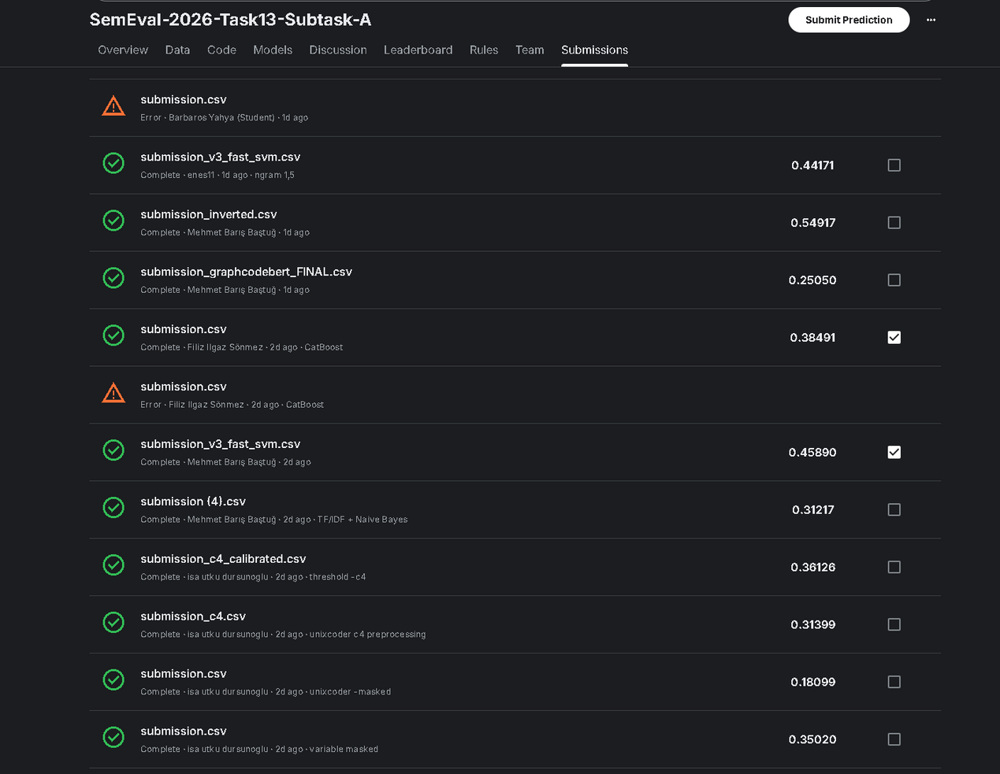 SemEval-2026-Task13-Subtask-A
Submit Prediction
Overview Data Code Models Discussion Leaderboard Rules Team Submissions
submission.csv
Error · Barbaros Yahya (Student) · 1d ago
submission_v3_fast_svm.csv
0.44171
Complete · enes11 · 1d ago · ngram 1,5
submission_inverted.csv
0.54917
Complete · Mehmet Barış Baştuğ · 1d ago
submission_graphcodebert_FINAL.csv
0.25050
Complete · Mehmet Barış Baştuğ · 1d ago
submission.csv
0.38491
Complete · Filiz Ilgaz Sönmez · 2d ago · CatBoost
submission.csv
Error · Filiz Ilgaz Sönmez · 2d ago · CatBoost
submission_v3_fast_svm.csv
0.45890
Complete · Mehmet Barış Baştuğ · 2d ago
submission (4).csv
0.31217
Complete · Mehmet Barış Baştuğ · 2d ago · TF/IDF + Naive Bayes
submission_c4_calibrated.csv
0.36126
Complete · isa utku dursunoglu · 2d ago · threshold -c4
submission_c4.csv
0.31399
Complete · isa utku dursunoglu · 2d ago · unixcoder c4 preprocessing
submission.csv
0.18099
Complete · isa utku dursunoglu · 2d ago · unixcoder -masked
submission.csv
0.35020
Complete · isa utku dursunoglu · 2d ago · variable masked